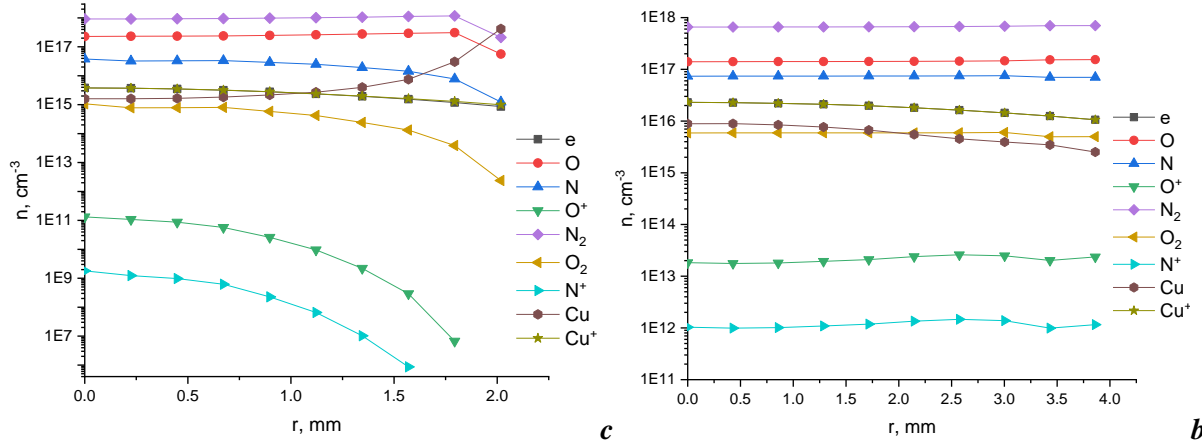 1E17
1E15
1E13
1E11
1E9
1E7
n, cm-3
0.0 0.5 1.0 1.5 2.0
r, mm
e
O
N
O+
N2
O2
N+
Cu
Cu+
c
1E18
1E17
1E16
1E15
1E14
1E13
1E12
1E11
n, cm-3
0.0 0.5 1.0 1.5 2.0 2.5 3.0 3.5 4.0
r, mm
e
O
N
O+
N2
O2
N+
Cu
Cu+
b